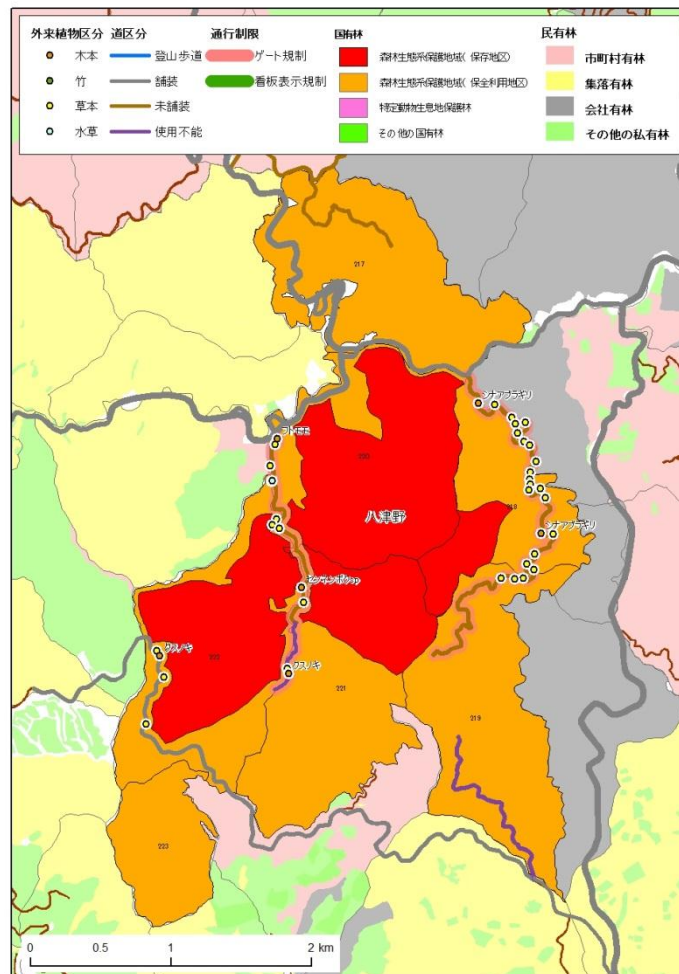 外来植物区分 道区分 通行制限 国有林 民有林
木本 登山歩道 ゲート規制 森林生態系保護地域(保存地区) 市町村有林
竹 舗装 看板表示規制 森林生態系保護地域(保全利用地区) 集落有林
草本 未舗装 特定動物生息地保護林 会社有林
水草 使用不能 その他の国有林 その他の私有林
217
シナアブラギリ
コトモモ
220
八津野
218
シナアブラギリ
クスノキ
クスノキ
221
219
223
0 0.5 1 2 km